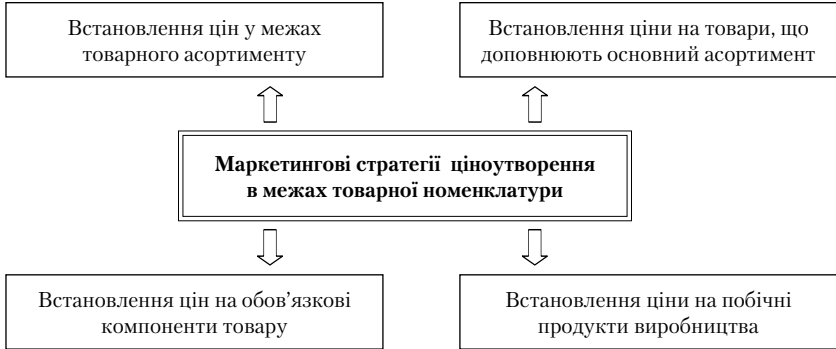 Встановлення цін у межах
товарного асортименту
Встановлення ціни на товари, що
доповнюють основний асортимент
Маркетингові стратегії ціноутворення
в межах товарної номенклатури
Встановлення цін на обов’язкові
компоненти товару
Встановлення ціни на побічні
продукти виробництва